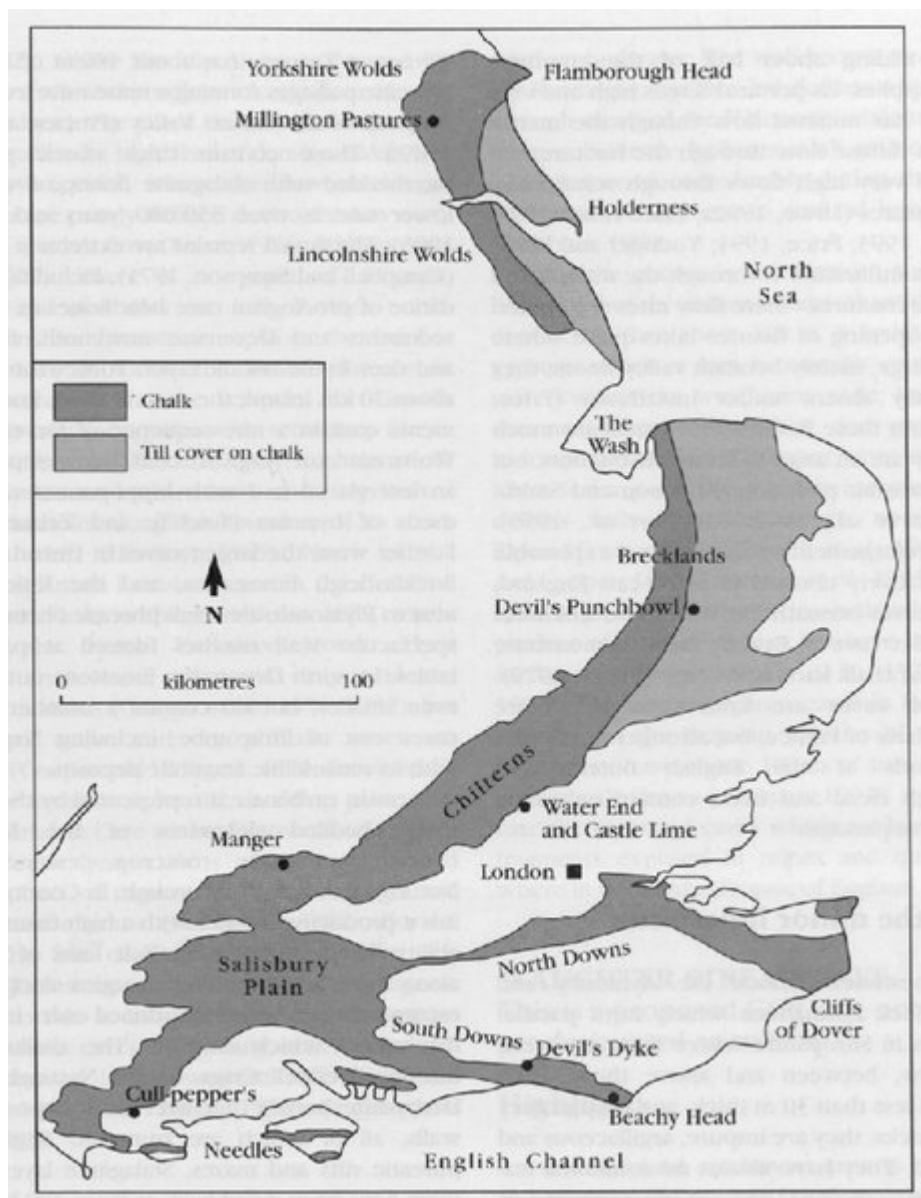 Yorkshire Wolds
Flamborough Head
Millington Pastures
Holderness
Lincolnshire Wolds
North
Sea
Chalk
Till cover on chalk
The
Wash
Brecklands
Devil's Punchbowl
N
0 kilometres 100
Chilterns
Water End
and Castle Lime
Manger
London
Salisbury
Plain
North Downs
Cliffs
of Dover
South Downs
Devil's Dyke
Cull-pepper's
Beachy Head
Needles
English Channel